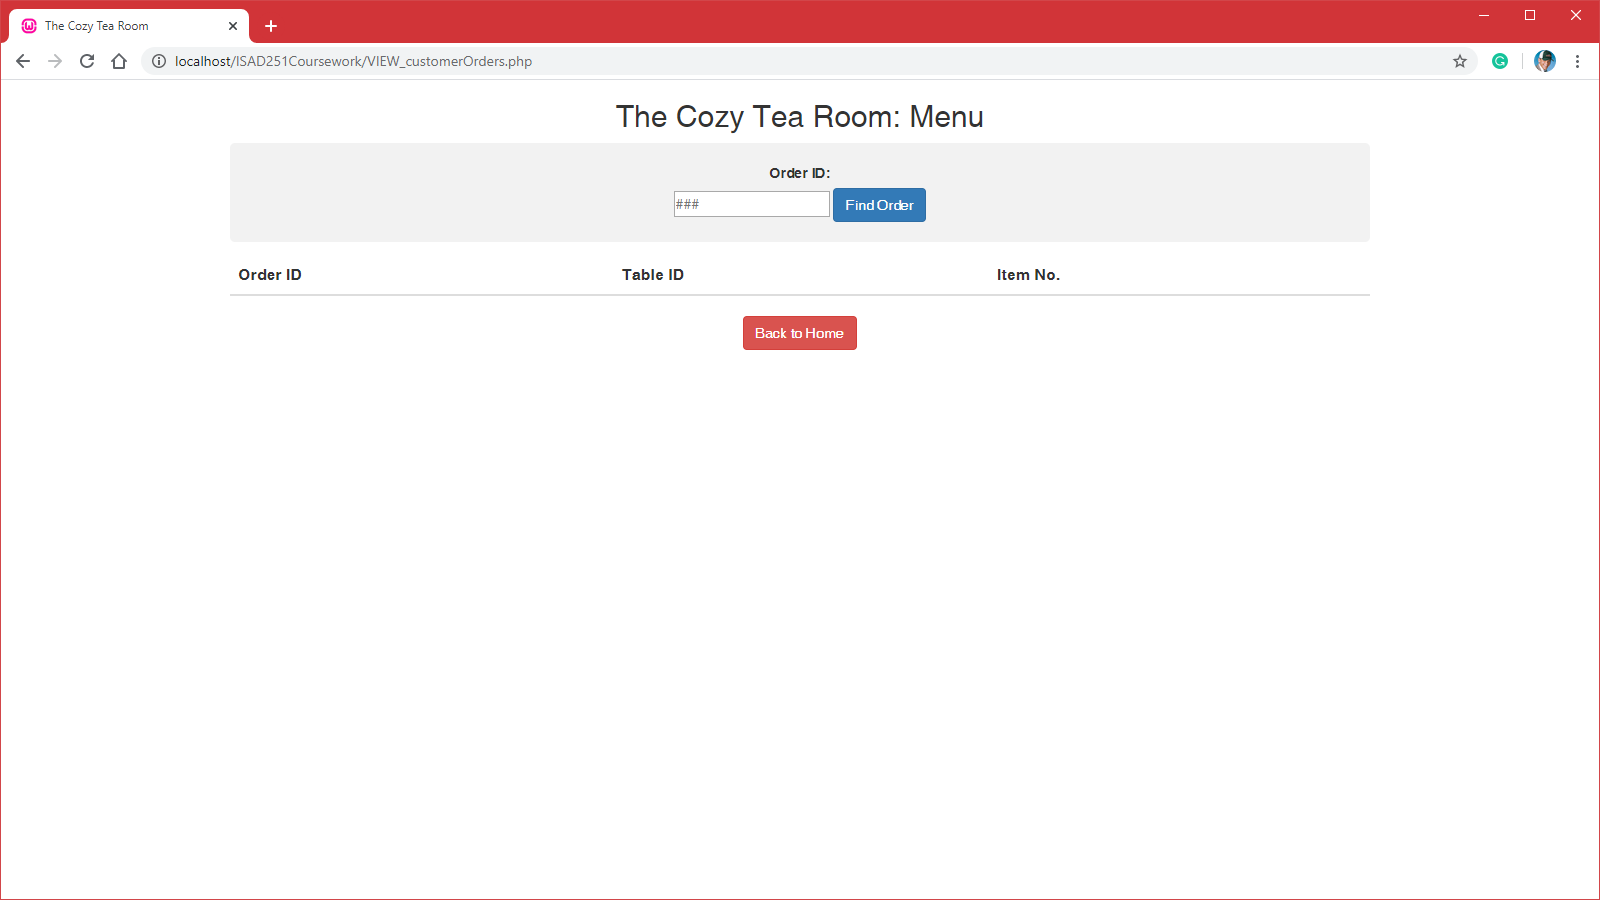 The Cozy Tea Room
localhost/ISAD251Coursework/VIEW_customerOrders.php
The Cozy Tea Room: Menu
Order ID:
###
Find Order
Order ID Table ID Item No.
Back to Home